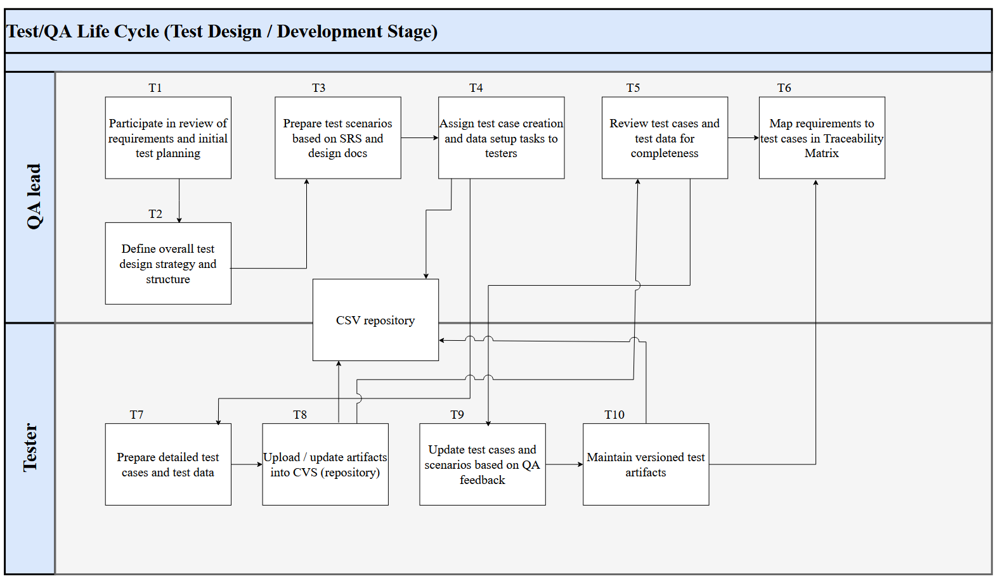 Test/QA Life Cycle (Test Design / Development Stage)
QA lead
T1
Participate in review of
requirements and initial
test planning
T2
Define overall test
design strategy and
structure
T3
Prepare test scenarios
based on SRS and
design docs
T4
Assign test case creation
and data setup tasks to
testers
T5
Review test cases and
test data for
completeness
T6
Map requirements to
test cases in Traceability
Matrix
CSV repository
Tester
T7
Prepare detailed test
cases and test data
T8
Upload / update artifacts
into CVS (repository)
T9
Update test cases and
scenarios based on QA
feedback
T10
Maintain versioned test
artifacts